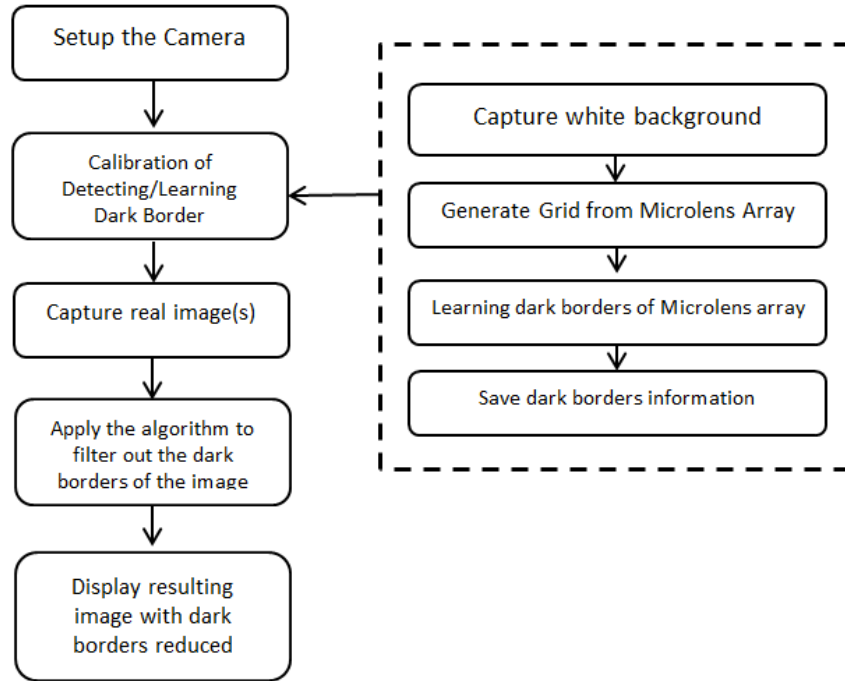 Setup the Camera
Calibration of
Detecting/Learning
Dark Border
Capture real image(s)
Apply the algorithm to
filter out the dark
borders of the image
Display resulting
image with dark
borders reduced
Capture white background
Generate Grid from Microlens Array
Learning dark borders of Microlens array
Save dark borders information